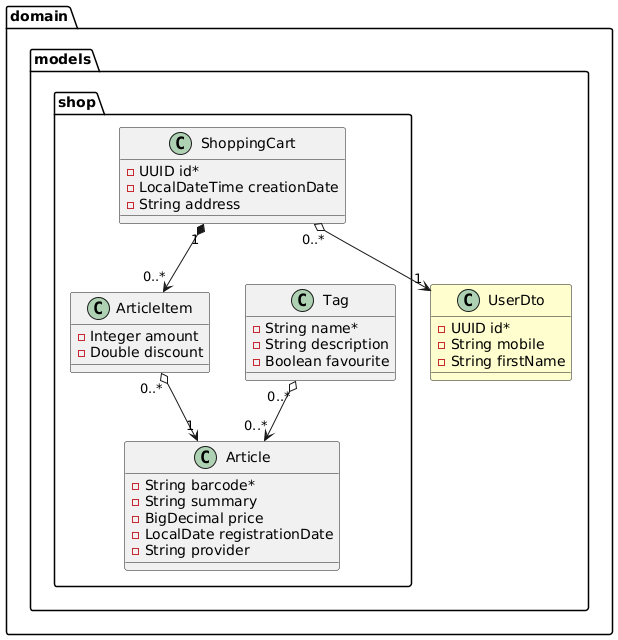 domain
models
shop
C ShoppingCart
UUID id*
LocalDateTime creationDate
String address
1
0..*
0..*
1
C ArticleItem
Integer amount
Double discount
C Tag
String name*
String description
Boolean favourite
C UserDto
UUID id*
String mobile
String firstName
0..*
1
0..*
0..*
C Article
String barcode*
String summary
BigDecimal price
LocalDate registrationDate
String provider